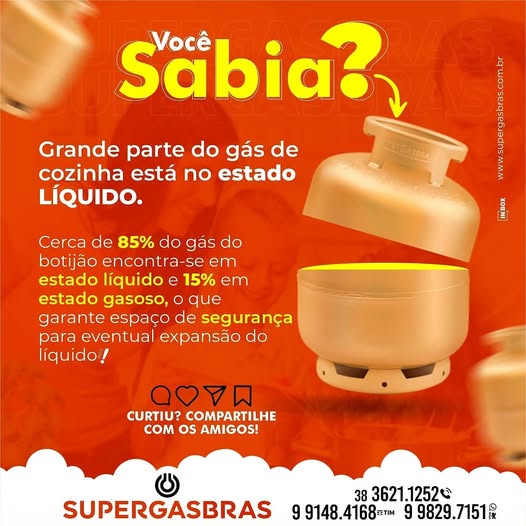 Você
Sabia?
Grande parte do gás de
cozinha está no estado
LÍQUIDO.
Cerca de 85% do gás do
botijão encontra-se em
estado líquido e 15% em
estado gasoso, o que
garante espaço de segurança
para eventual expansão do
líquido!
CURTIU? COMPARTILHE
COM OS AMIGOS!
www.supergasbras.com.br
INBOX
SUPERGASBRAS
38 3621.1252
9 9148.4168 TIM 9 9829.7151